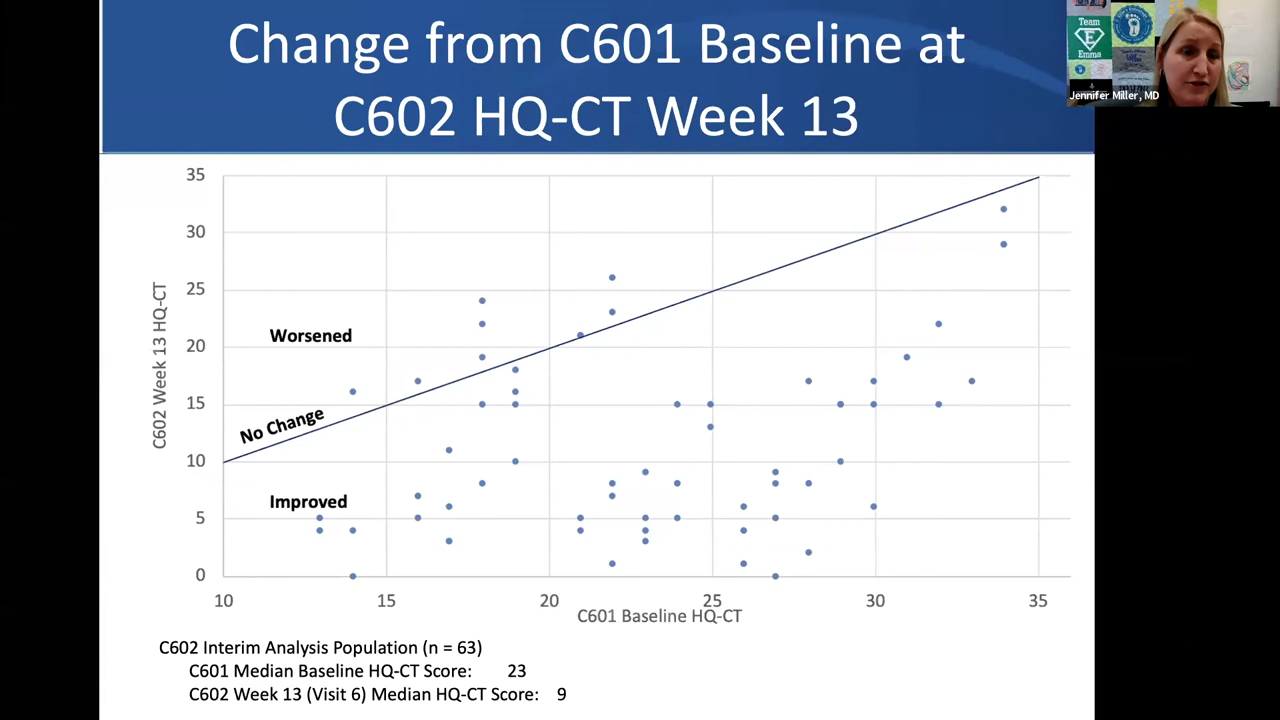 Change from C601 Baseline at
C602 HQ-CT Week 13
Team
E
Emma
Jennifer Miller, MD
C602 Week 13 HQ-CT
35
30
25
20
15
10
5
0
Worsened
No Change
Improved
10 15 20 25 30 35
C601 Baseline HQ-CT
C602 Interim Analysis Population (n = 63)
C601 Median Baseline HQ-CT Score: 23
C602 Week 13 (Visit 6) Median HQ-CT Score: 9